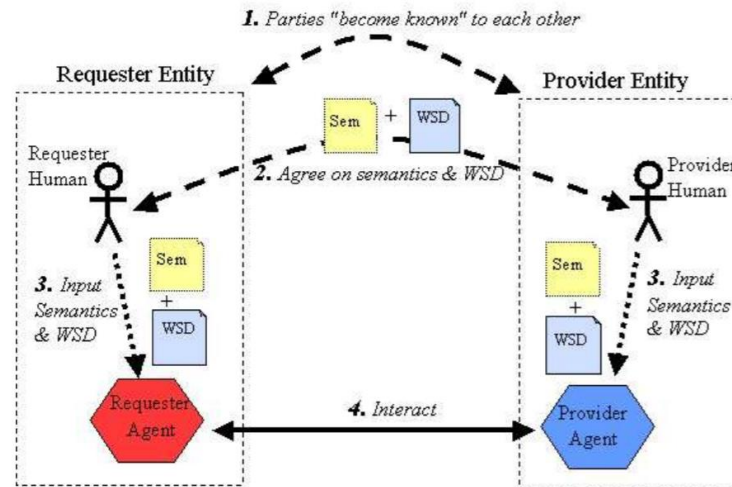 1. Parties "become known" to each other
Requester Entity
Provider Entity
Sem
+
WSD
Requester
Human
Provider
Human
2. Agree on semantics & WSD
3. Input
Semantics
& WSD
Sem
+
WSD
Sem
+
WSD
3. Input
Semantics
& WSD
Requester
Agent
4. Interact
Provider
Agent